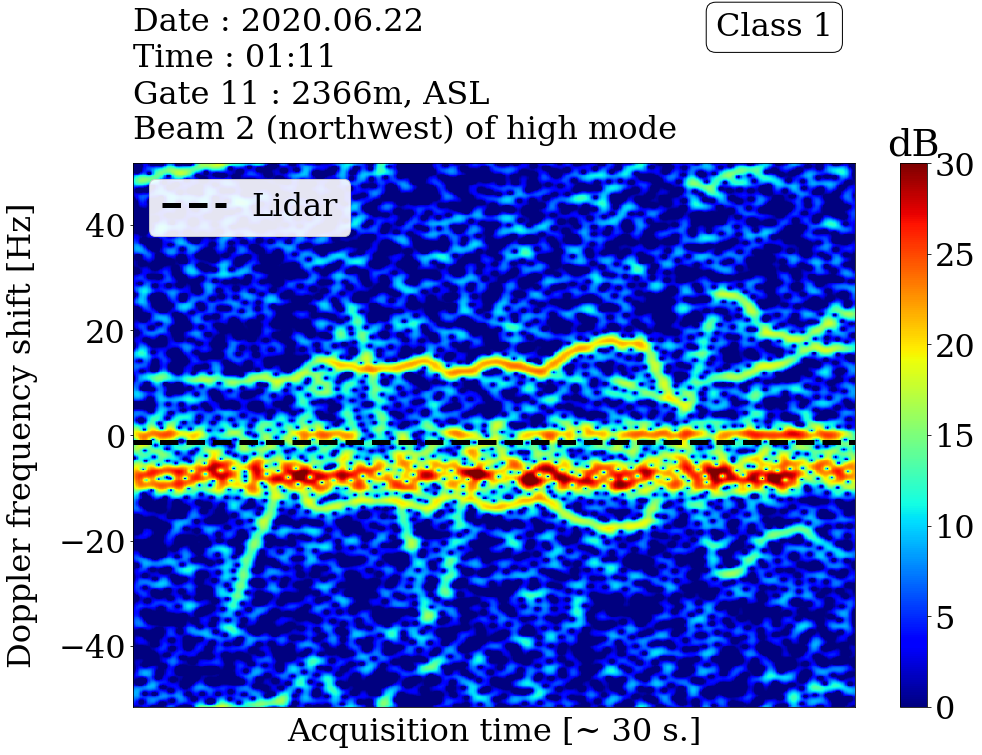 Date : 2020.06.22
Time : 01:11
Gate 11 : 2366m, ASL
Beam 2 (northwest) of high mode
Class 1
dB
Lidar
Doppler frequency shift [Hz]
40
20
0
−20
−40
30
25
20
15
10
5
0
Acquisition time [~ 30 s.]